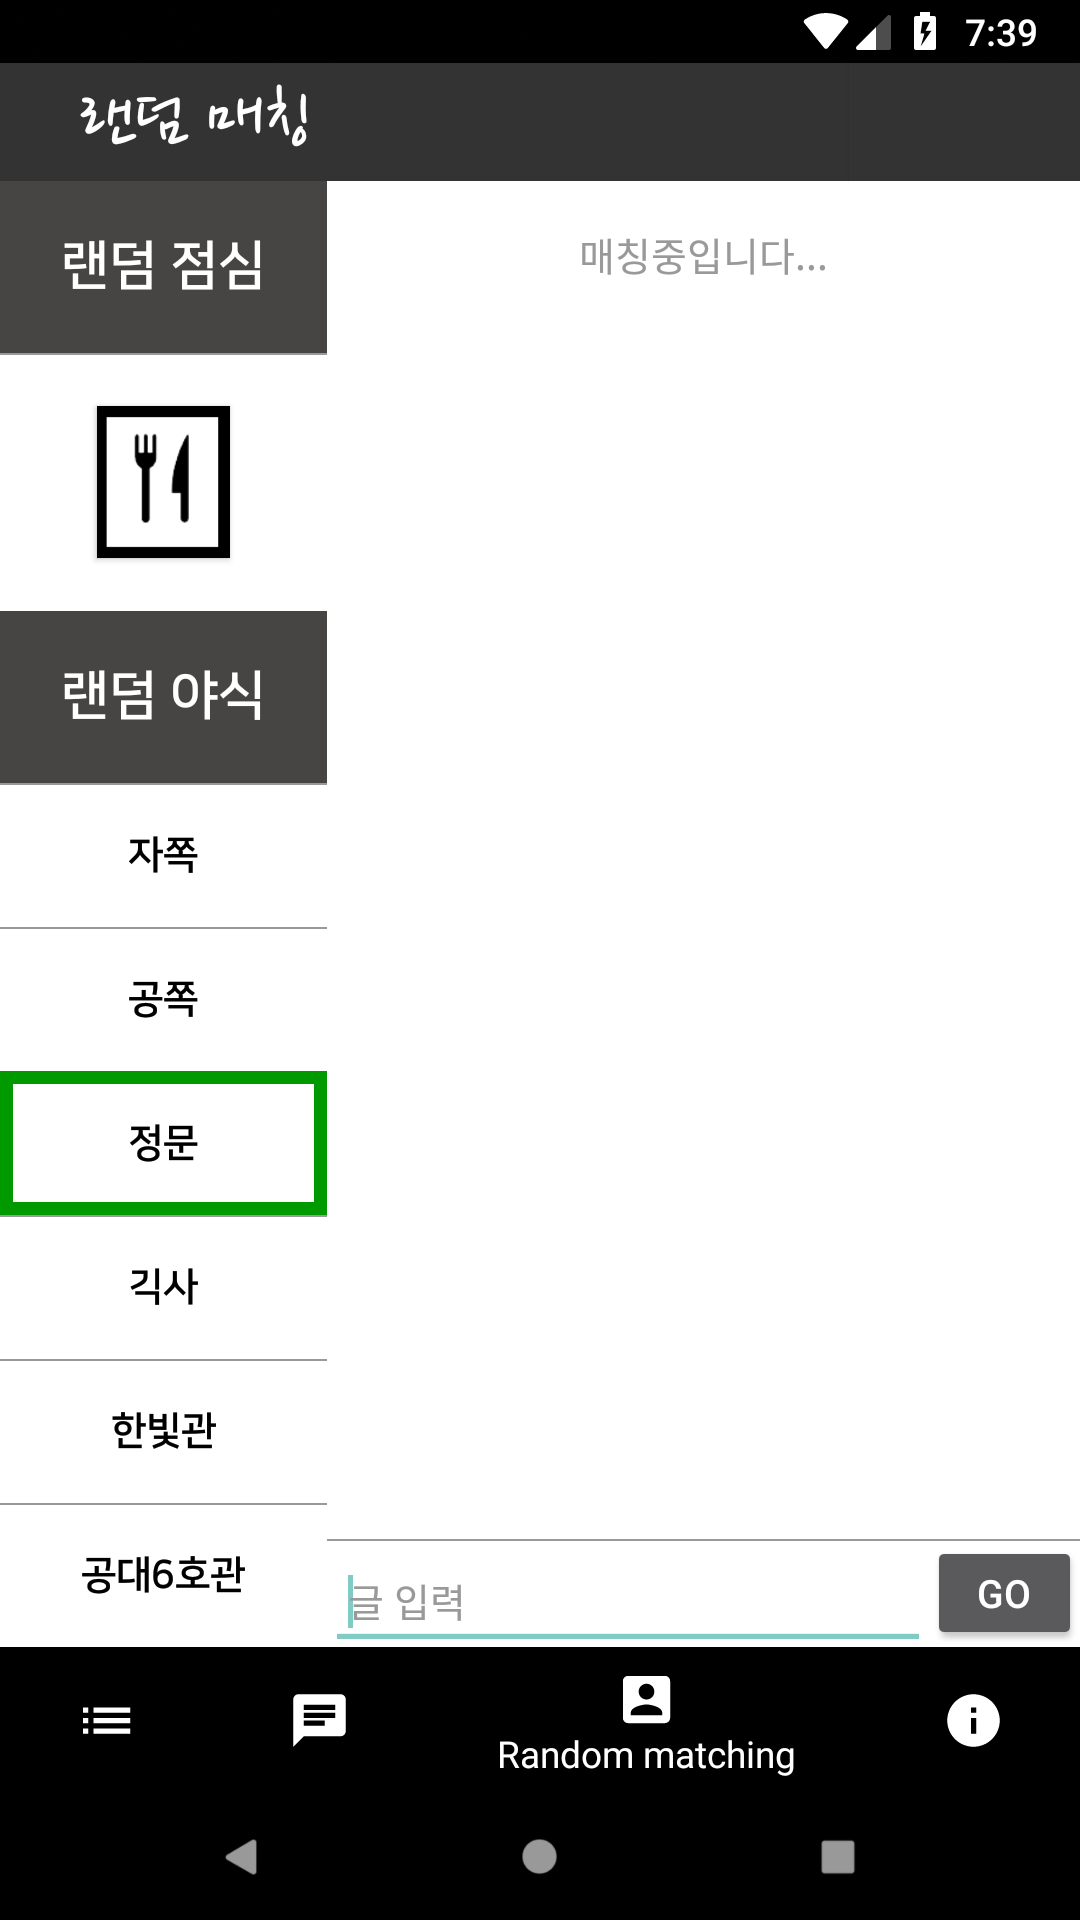 7:39
랜덤 매칭
랜덤 점심
매칭중입니다...
랜덤 야식
자쪽
공쪽
정문
긱사
한빛관
공대6호관
글 입력
GO
Random matching